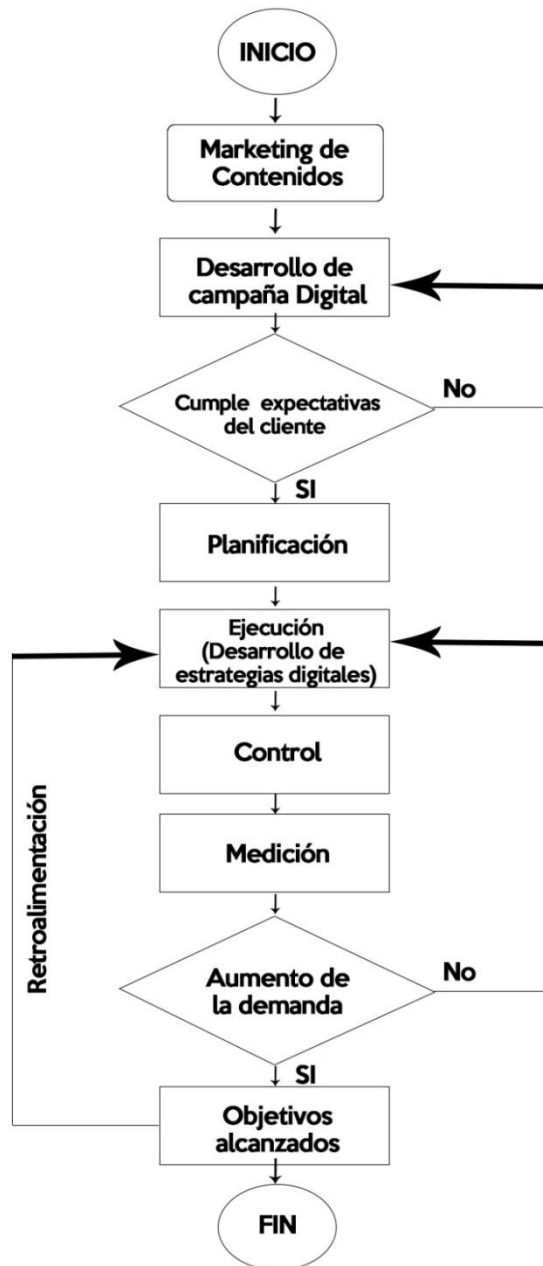 INICIO
Marketing de
Contenidos
Desarrollo de
campaña Digital
Cumple expectativas
del cliente
No
SI
Planificación
Ejecución
(Desarrollo de
estrategias digitales)
Control
Retroalimentación
Medición
Aumento de
la demanda
No
SI
Objetivos
alcanzados
FIN